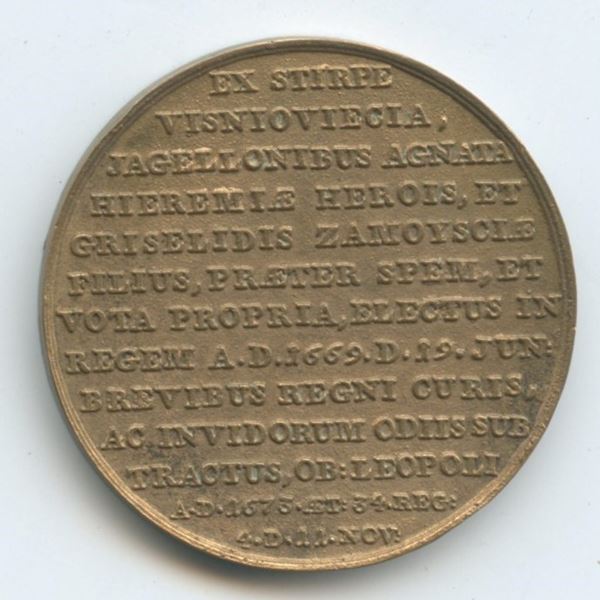 EX STIRPE
VISNIOVIECIA,
JAGELLONIBUS AGNATA
HIEREMIÆ HEROIS, ET
GRISELIDIS ZAMOYSCIÆ
FILIUS, PRÆTER SPEM, ET
VOTA PROPRIA, ELECTUS IN
REGEM A.D.1669.D.19.JUN:
BREVIBUS REGNI CURIS,
AC INVIDORUM ODIIS SUB
TRACTUS, OB: LEOPOLI
A.D.1673.ÆT:34.REG:
4.D.11.NOV: